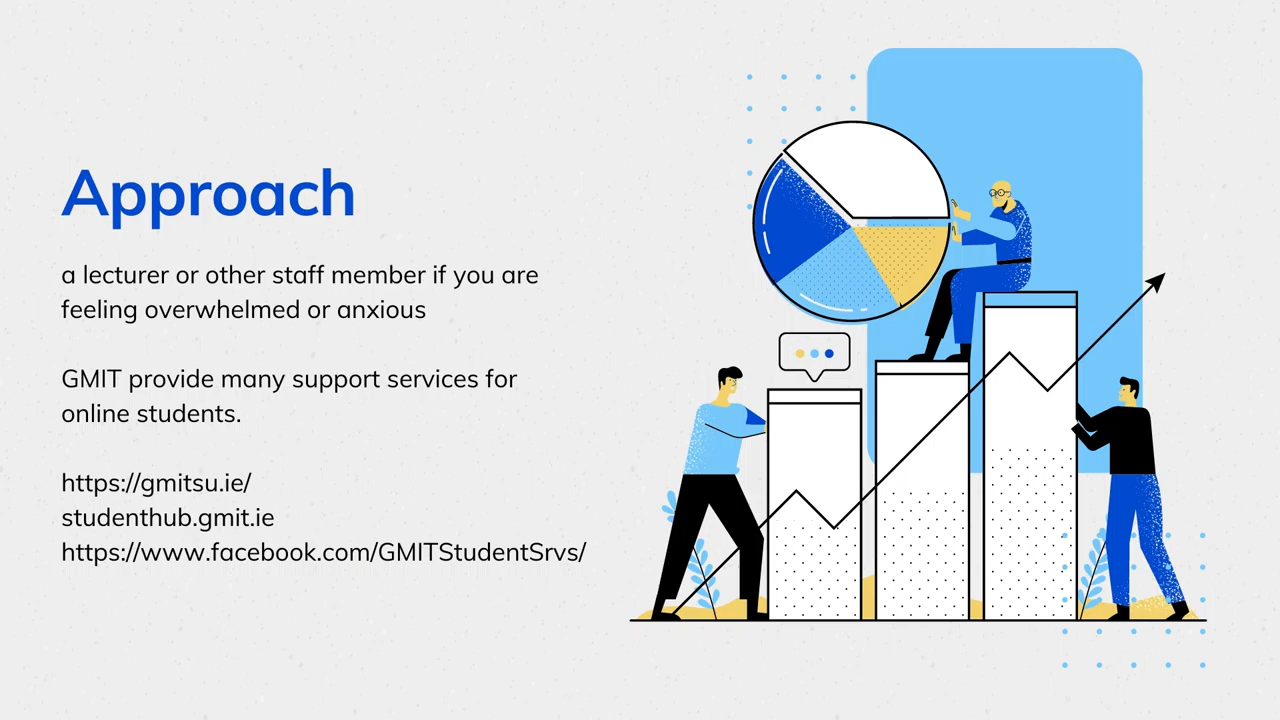 Approach
a lecturer or other staff member if you are
feeling overwhelmed or anxious
GMIT provide many support services for
online students.
https://gmitsu.ie/
studenthub.gmit.ie
https://www.facebook.com/GMITStudentSrvs/